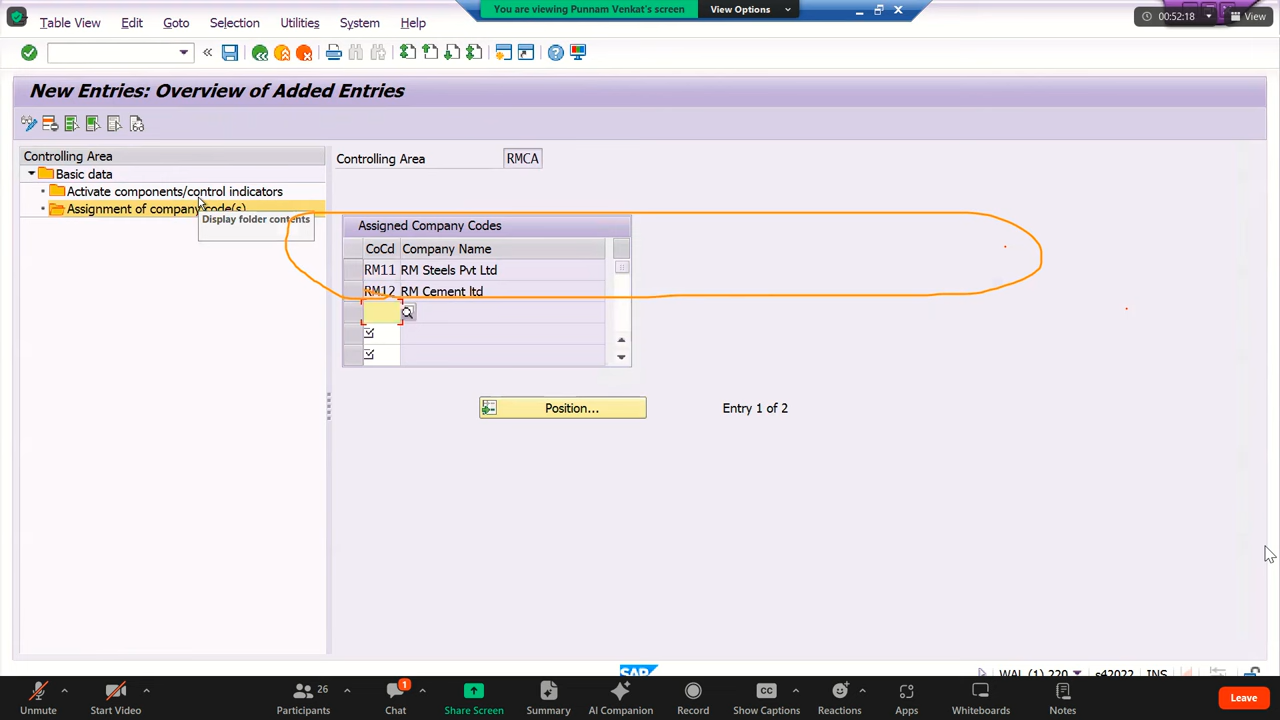 Table View Edit Goto Selection Utilities System Help
You are viewing Punnam Venkat's screen View Options
00:52:18 View
New Entries: Overview of Added Entries
Controlling Area
Basic data
Activate components/control indicators
Assignment of company code(s)
Display folder contents
Controlling Area RMCA
Assigned Company Codes
CoCd Company Name
RM11 RM Steels Pvt Ltd
RM12 RM Cement ltd
Position... Entry 1 of 2
SAP WAL (1) 220 s42022 INS
Unmute Start Video 26 Participants 1 Chat Share Screen Summary AI Companion Record CC Show Captions Reactions Apps Whiteboards Notes Leave